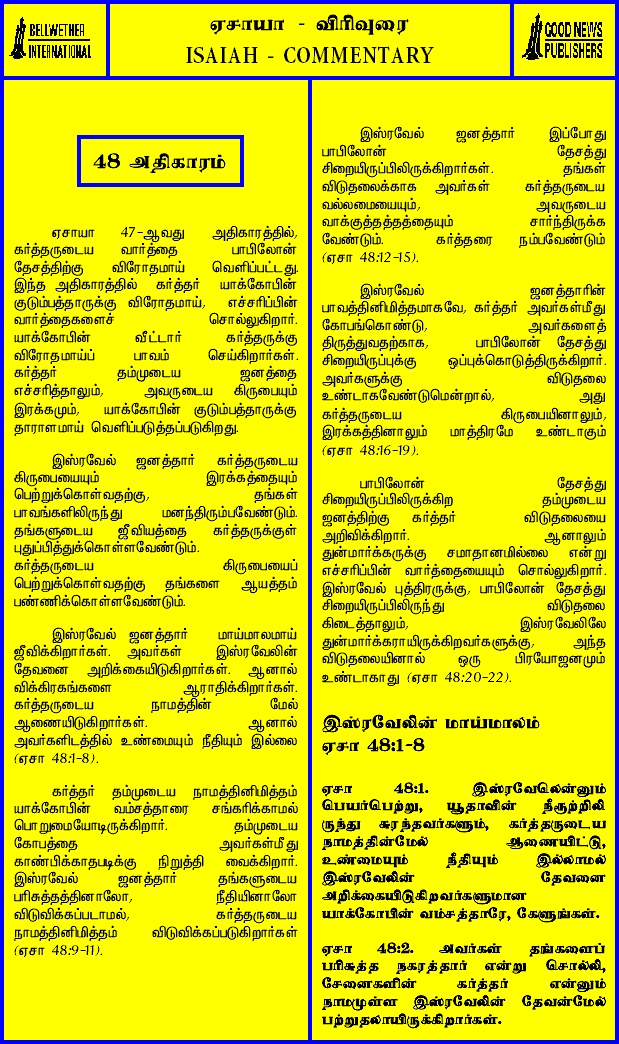 BELLWETHER
INTERNATIONAL
ஏசாயா - விரிவுரை
ISAIAH - COMMENTARY
GOOD NEWS
PUBLISHERS
48 அதிகாரம்
ஏசாயா 47-ஆவது அதிகாரத்தில்,
கர்த்தருடைய வார்த்தை பாபிலோன்
தேசத்திற்கு விரோதமாய் வெளிப்பட்டது.
இந்த அதிகாரத்தில் கர்த்தர் யாக்கோபின்
குடும்பத்தாருக்கு விரோதமாய், எச்சரிப்பின்
வார்த்தைகளைச் சொல்லுகிறார்.
யாக்கோபின் வீட்டார் கர்த்தருக்கு
விரோதமாய்ப் பாவம் செய்கிறார்கள்.
கர்த்தர் தம்முடைய ஜனத்தை
எச்சரித்தாலும், அவருடைய கிருபையும்
இரக்கமும், யாக்கோபின் குடும்பத்தாருக்கு
தாராளமாய் வெளிப்படுத்தப்படுகிறது.
இஸ்ரவேல் ஜனத்தார் கர்த்தருடைய
கிருபையையும் இரக்கத்தையும்
பெற்றுக்கொள்வதற்கு, தங்கள்
பாவங்களிலிருந்து மனந்திரும்பவேண்டும்.
தங்களுடைய ஜீவியத்தை கர்த்தருக்குள்
புதுப்பித்துக்கொள்ளவேண்டும்.
கர்த்தருடைய கிருபையைப்
பெற்றுக்கொள்வதற்கு தங்களை ஆயத்தம்
பண்ணிக்கொள்ளவேண்டும்.
இஸ்ரவேல் ஜனத்தார் மாய்மாலமாய்
ஜீவிக்கிறார்கள். அவர்கள் இஸ்ரவேலின்
தேவனை அறிக்கையிடுகிறார்கள். ஆனால்
விக்கிரகங்களை ஆராதிக்கிறார்கள்.
கர்த்தருடைய நாமத்தின் மேல்
ஆணையிடுகிறார்கள். ஆனால்
அவர்களிடத்தில் உண்மையும் நீதியும் இல்லை
(ஏசா 48:1-8).
கர்த்தர் தம்முடைய நாமத்தினிமித்தம்
யாக்கோபின் வம்சத்தாரை சங்கரிக்காமல்
பொறுமையோடிருக்கிறார். தம்முடைய
கோபத்தை அவர்கள்மீது
காண்பிக்காதபடிக்கு நிறுத்தி வைக்கிறார்.
இஸ்ரவேல் ஜனத்தார் தங்களுடைய
பரிசுத்தத்தினாலோ, நீதியினாலோ
விடுவிக்கப்படாமல், கர்த்தருடைய
நாமத்தினிமித்தம் விடுவிக்கப்படுகிறார்கள்
(ஏசா 48:9-11).
இஸ்ரவேல் ஜனத்தார் இப்போது
பாபிலோன் தேசத்து
சிறையிருப்பிலிருக்கிறார்கள். தங்கள்
விடுதலைக்காக அவர்கள் கர்த்தருடைய
வல்லமையையும், அவருடைய
வாக்குத்தத்தத்தையும் சார்ந்திருக்க
வேண்டும். கர்த்தரை நம்பவேண்டும்
(ஏசா 48:12-15).
இஸ்ரவேல் ஜனத்தாரின்
பாவத்தினிமித்தமாகவே, கர்த்தர் அவர்கள்மீது
கோபங்கொண்டு, அவர்களைத்
திருத்துவதற்காக, பாபிலோன் தேசத்து
சிறையிருப்புக்கு ஒப்புக்கொடுத்திருக்கிறார்.
அவர்களுக்கு விடுதலை
உண்டாகவேண்டுமென்றால், அது
கர்த்தருடைய கிருபையினாலும்,
இரக்கத்தினாலும் மாத்திரமே உண்டாகும்
(ஏசா 48:16-19).
பாபிலோன் தேசத்து
சிறையிருப்பிலிருக்கிற தம்முடைய
ஜனத்திற்கு கர்த்தர் விடுதலையை
அறிவிக்கிறார். ஆனாலும்
துன்மார்க்கருக்கு சமாதானமில்லை என்று
எச்சரிப்பின் வார்த்தையையும் சொல்லுகிறார்.
இஸ்ரவேல் புத்திரருக்கு, பாபிலோன் தேசத்து
சிறையிருப்பிலிருந்து விடுதலை
கிடைத்தாலும், இஸ்ரவேலிலே
துன்மார்க்கராயிருக்கிறவர்களுக்கு, அந்த
விடுதலையினால் ஒரு பிரயோஜனமும்
உண்டாகாது (ஏசா 48:20-22).
இஸ்ரவேலின் மாய்மாலம்
ஏசா 48:1-8
ஏசா 48:1. இஸ்ரவேலென்னும்
பெயர்பெற்று, யூதாவின் நீரூற்றிலி
ருந்து சுரந்தவர்களும், கர்த்தருடைய
நாமத்தின்மேல் ஆணையிட்டு,
உண்மையும் நீதியும் இல்லாமல்
இஸ்ரவேலின் தேவனை
அறிக்கையிடுகிறவர்களுமான
யாக்கோபின் வம்சத்தாரே, கேளுங்கள்.
ஏசா 48:2. அவர்கள் தங்களைப்
பரிசுத்த நகரத்தார் என்று சொல்லி,
சேனைகளின் கர்த்தர் என்னும்
நாமமுள்ள இஸ்ரவேலின் தேவன்மேல்
பற்றுதலாயிருக்கிறார்கள்.